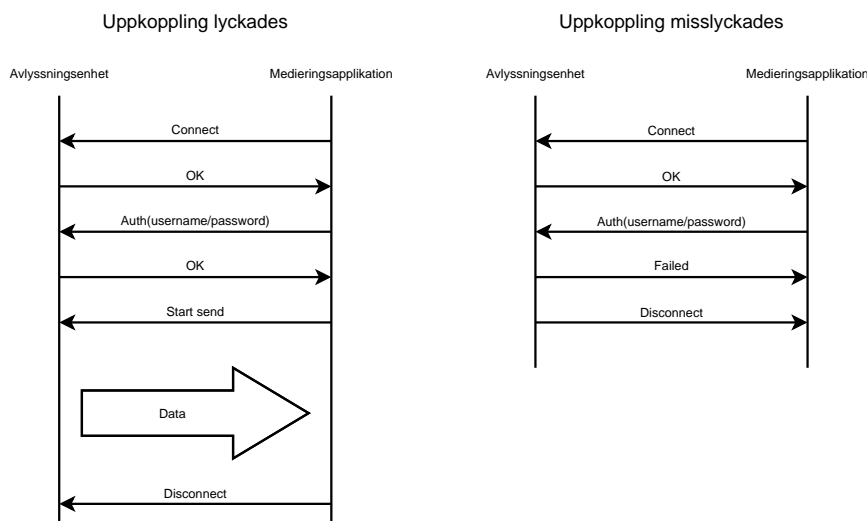 Uppkoppling lyckades
Avlyssningsenhet
Medieringsapplikation
Connect
OK
Auth(username/password)
OK
Start send
Data
Disconnect
Uppkoppling misslyckades
Avlyssningsenhet
Medieringsapplikation
Connect
OK
Auth(username/password)
Failed
Disconnect